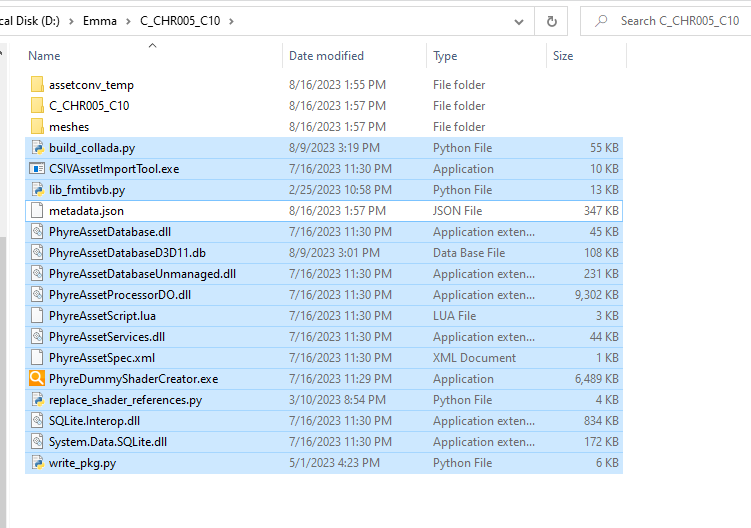 cal Disk (D:) > Emma > C_CHR005_C10 > Search C_CHR005_C10
Name Date modified Type Size
assetconv_temp 8/16/2023 1:55 PM File folder
C_CHR005_C10 8/16/2023 1:57 PM File folder
meshes 8/16/2023 1:57 PM File folder
build_collada.py 8/9/2023 3:19 PM Python File 55 KB
CSIVAssetImportTool.exe 7/16/2023 11:30 PM Application 10 KB
lib_fmtibvb.py 2/25/2023 10:58 PM Python File 13 KB
metadata.json 8/16/2023 1:57 PM JSON File 347 KB
PhyreAssetDatabase.dll 7/16/2023 11:30 PM Application exten... 45 KB
PhyreAssetDatabaseD3D11.db 8/9/2023 3:01 PM Data Base File 108 KB
PhyreAssetDatabaseUnmanaged.dll 7/16/2023 11:30 PM Application exten... 231 KB
PhyreAssetProcessorDO.dll 7/16/2023 11:30 PM Application exten... 9,302 KB
PhyreAssetScript.lua 7/16/2023 11:30 PM LUA File 3 KB
PhyreAssetServices.dll 7/16/2023 11:30 PM Application exten... 44 KB
PhyreAssetSpec.xml 7/16/2023 11:30 PM XML Document 1 KB
PhyreDummyShaderCreator.exe 7/16/2023 11:29 PM Application 6,489 KB
replace_shader_references.py 3/10/2023 8:54 PM Python File 4 KB
SQLite.Interop.dll 7/16/2023 11:30 PM Application exten... 834 KB
System.Data.SQLite.dll 7/16/2023 11:30 PM Application exten... 172 KB
write_pkg.py 5/1/2023 4:23 PM Python File 6 KB